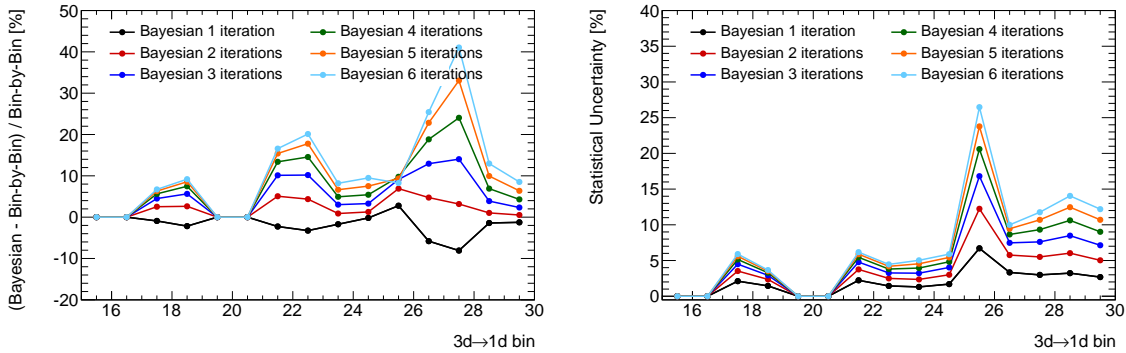 (Bayesian - Bin-by-Bin) / Bin-by-Bin [%]
50
40
30
20
10
0
-10
-20
Bayesian 1 iteration
Bayesian 2 iterations
Bayesian 3 iterations
Bayesian 4 iterations
Bayesian 5 iterations
Bayesian 6 iterations
16 18 20 22 24 26 28 30
3d→1d bin
Statistical Uncertainty [%]
40
35
30
25
20
15
10
5
0
Bayesian 1 iteration
Bayesian 2 iterations
Bayesian 3 iterations
Bayesian 4 iterations
Bayesian 5 iterations
Bayesian 6 iterations
16 18 20 22 24 26 28 30
3d→1d bin